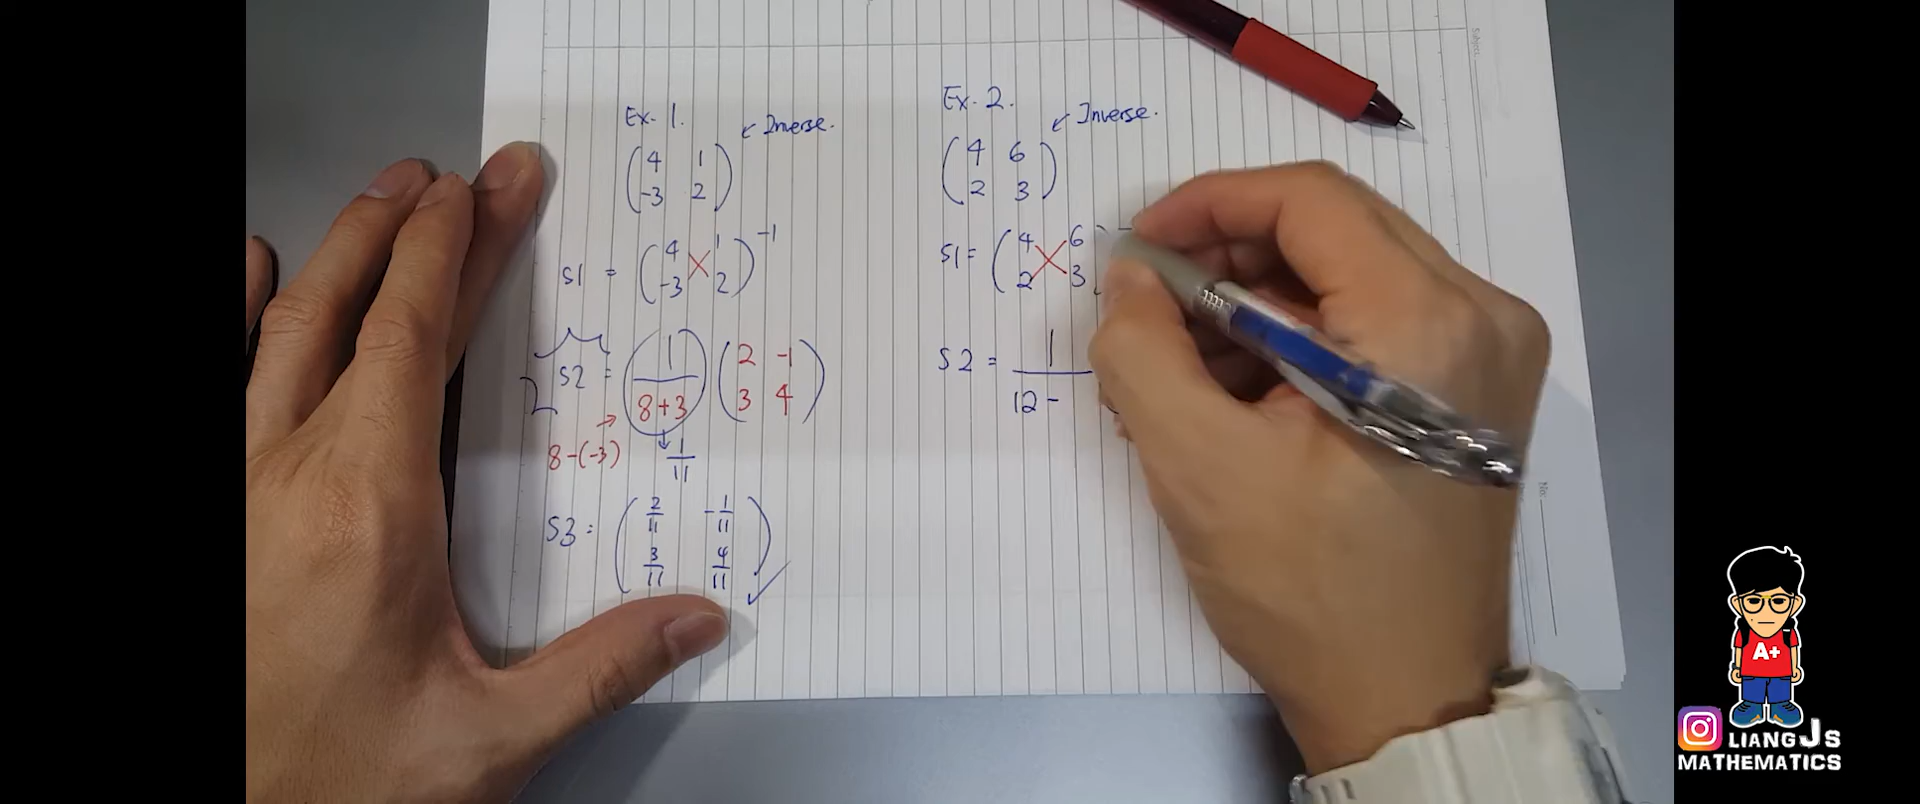 Ex. 1.
↙ Inverse.
( 4 1
-3 2 )
S1 = ( 4 1
-3 2 )⁻¹
S2 = 1 / 8+3 ( 2 -1
3 4 )
→
8-(-3)
↓ 1/11
S3 = ( 2/11 -1/11
3/11 4/11 ) ✓
Ex. 2.
↙ Inverse.
( 4 6
2 3 )
S1 = ( 4 6
2 3
S2 = 1 / 12 -
Subject
No:
A+
LIANGJS
MATHEMATICS